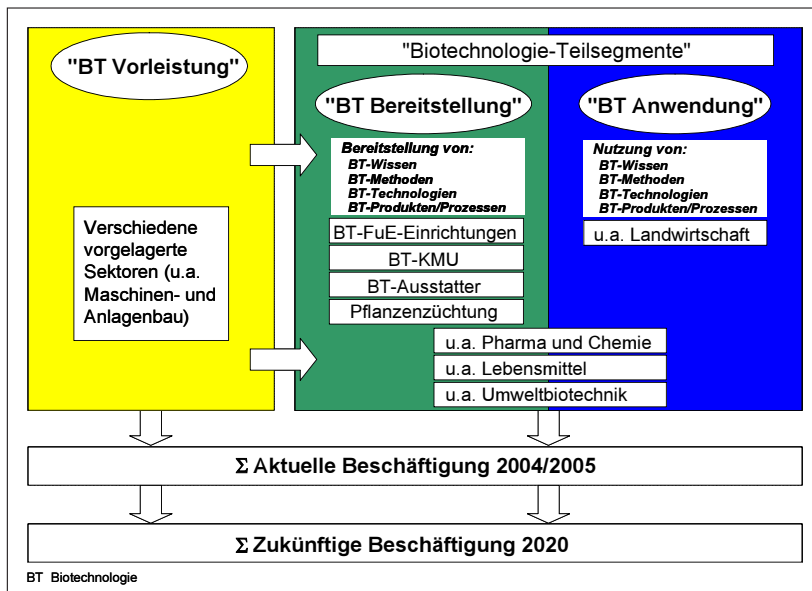 "BT Vorleistung"
Verschiedene
vorgelagerte
Sektoren (u.a.
Maschinen- und
Anlagenbau)
"Biotechnologie-Teilsegmente"
"BT Bereitstellung"
Bereitstellung von:
BT-Wissen
BT-Methoden
BT-Technologien
BT-Produkten/Prozessen
BT-FuE-Einrichtungen
BT-KMU
BT-Ausstatter
Pflanzenzüchtung
"BT Anwendung"
Nutzung von:
BT-Wissen
BT-Methoden
BT-Technologien
BT-Produkten/Prozessen
u.a. Landwirtschaft
u.a. Pharma und Chemie
u.a. Lebensmittel
u.a. Umweltbiotechnik
Σ Aktuelle Beschäftigung 2004/2005
Σ Zukünftige Beschäftigung 2020
BT Biotechnologie